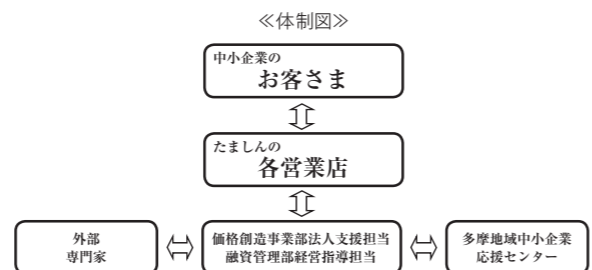 ≪体制図≫
中小企業の
お客さま
たましんの
各営業店
外部
専門家
価格創造事業部法人支援担当
融資管理部経営指導担当
多摩地域中小企業
応援センター